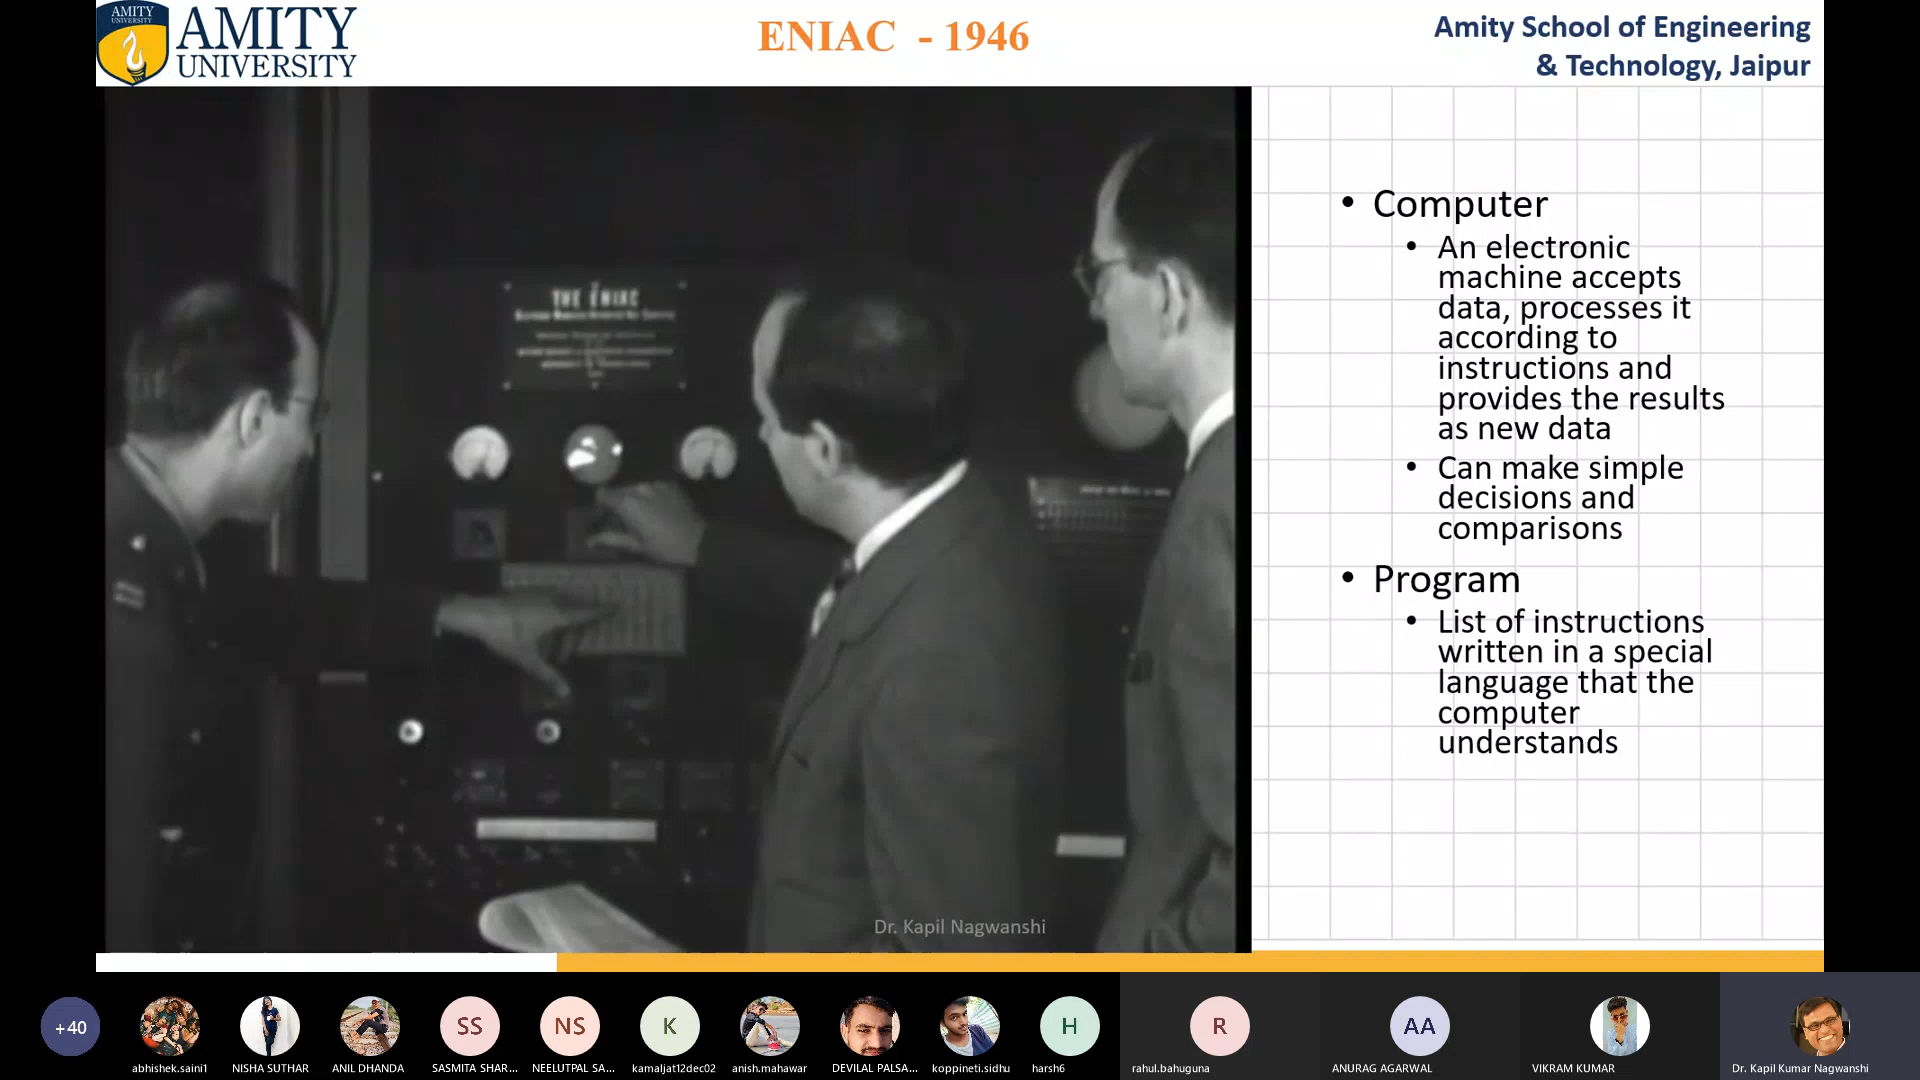 AMITY
UNIVERSITY
AMITY
UNIVERSITY
ENIAC - 1946
Amity School of Engineering
& Technology, Jaipur
THE ENIAC
• Computer
• An electronic
machine accepts
data, processes it
according to
instructions and
provides the results
as new data
• Can make simple
decisions and
comparisons
• Program
• List of instructions
written in a special
language that the
computer
understands
Dr. Kapil Nagwanshi
+40
SS
NS
K
H
R
AA
abhishek.saini1
NISHA SUTHAR
ANIL DHANDA
SASMITA SHAR...
NEELUTPAL SA...
kamaljat12dec02
anish.mahawar
DEVILAL PALSA...
koppineti.sidhu
harsh6
rahul.bahuguna
ANURAG AGARWAL
VIKRAM KUMAR
Dr. Kapil Kumar Nagwanshi